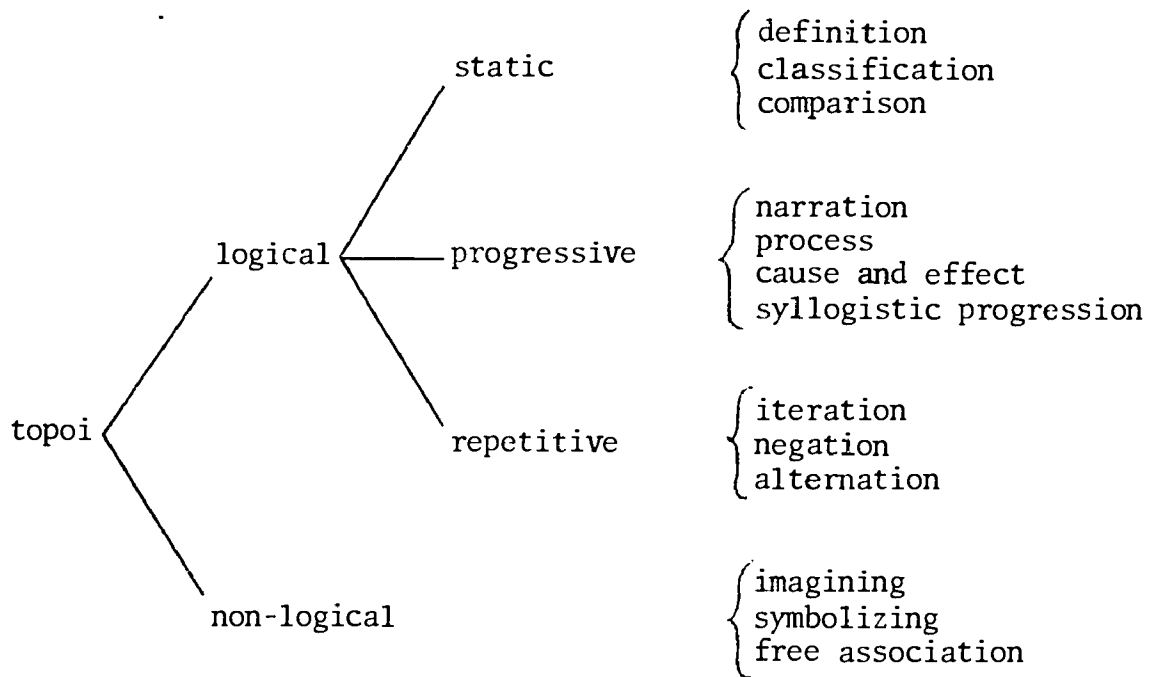 static
definition
classification
comparison
logical
progressive
narration
process
cause and effect
syllogistic progression
topoi
repetitive
iteration
negation
alternation
non-logical
imagining
symbolizing
free association